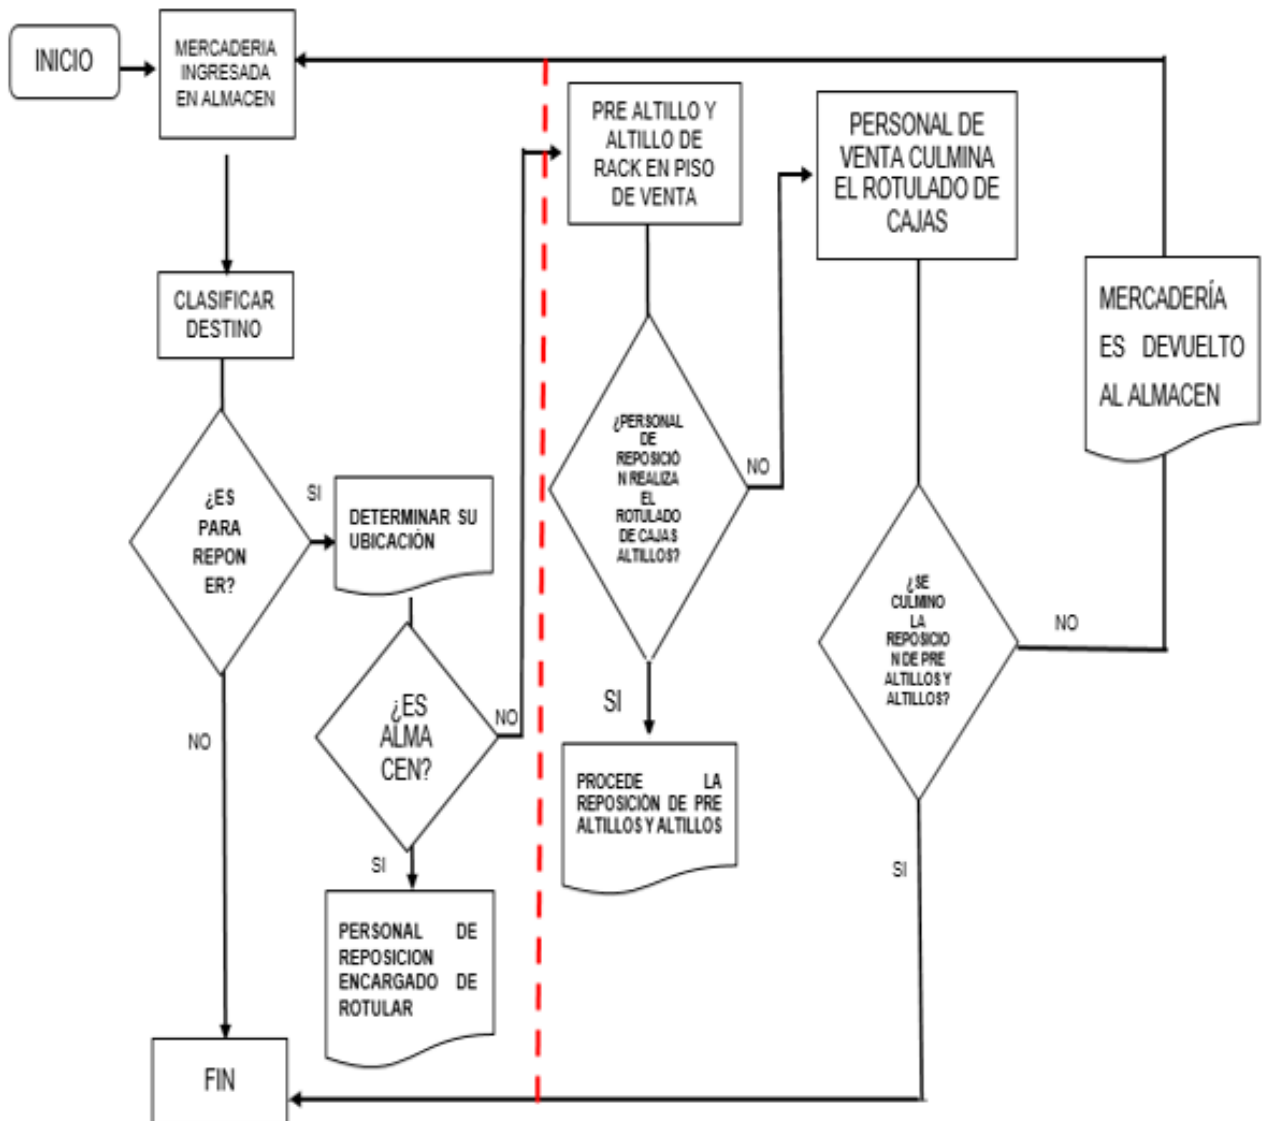 INICIO
MERCADERIA
INGRESADA
EN ALMACEN
CLASIFICAR
DESTINO
¿ES
PARA
REPON
ER?
SI
NO
DETERMINAR SU
UBICACIÓN
¿ES
ALMA
CEN?
NO
SI
PERSONAL DE
REPOSICION
ENCARGADO DE
ROTULAR
FIN
PRE ALTILLO Y
ALTILLO DE
RACK EN PISO
DE VENTA
¿PERSONAL
DE
REPOSICIÓ
N REALIZA
EL
ROTULADO
DE CAJAS
ALTILLOS?
NO
SI
PROCEDE LA
REPOSICIÓN DE PRE
ALTILLOS Y ALTILLOS
PERSONAL DE
VENTA CULMINA
EL ROTULADO DE
CAJAS
¿SE
CULMINO
LA
REPOSICIO
N DE PRE
ALTILLOS Y
ALTILLOS?
NO
SI
MERCADERÍA
ES DEVUELTO
AL ALMACEN